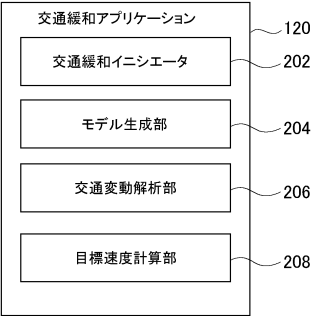 交通緩和アプリケーション
120
交通緩和イニシエータ
202
モデル生成部
204
交通変動解析部
206
目標速度計算部
208